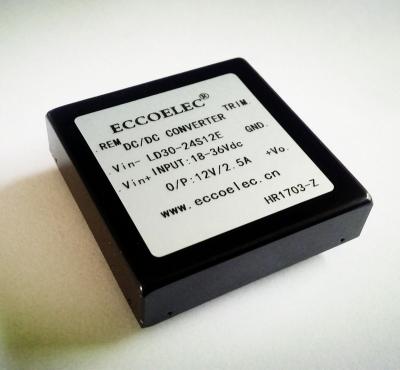 ECCOELEC®
.REM DC/DC CONVERTER TRIM.
.Vin- LD30-24S12E GND.
.Vin+ INPUT:18-36Vdc
O/P:12V/2.5A +Vo.
www.eccoelec.cn
HR1703-Z